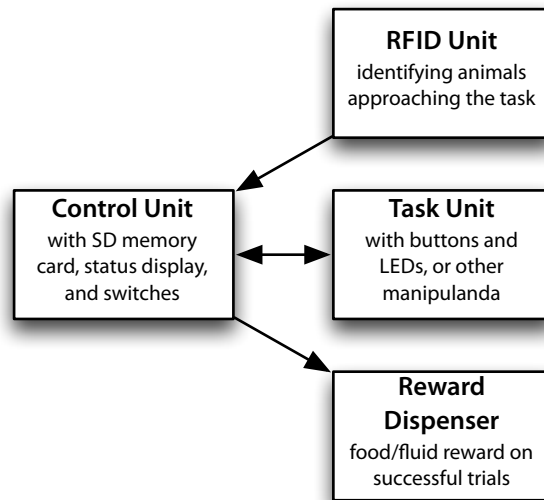 RFID Unit
identifying animals
approaching the task
Control Unit
with SD memory
card, status display,
and switches
Task Unit
with buttons and
LEDs, or other
manipulanda
Reward
Dispenser
food/fluid reward on
successful trials